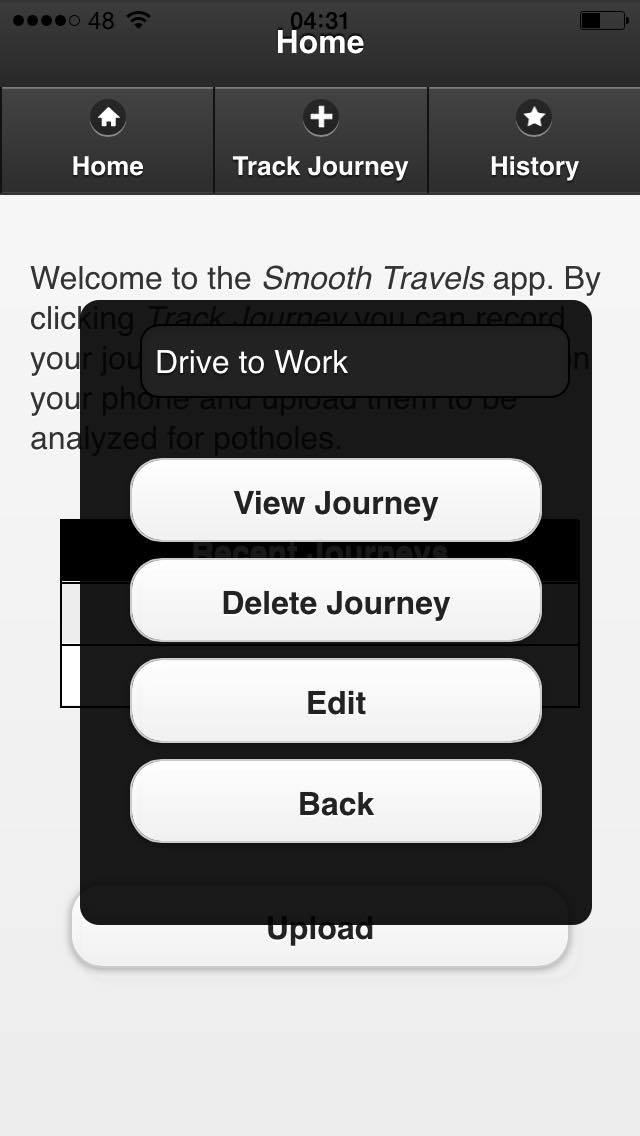 48 04:31
Home
Home Track Journey History
Welcome to the Smooth Travels app. By
clicking Track Journey you can record
your jou n
Drive to Work
your phone and upload them to be
analyzed for potholes.
View Journey
Recent Journeys
Delete Journey
Edit
Back
Upload